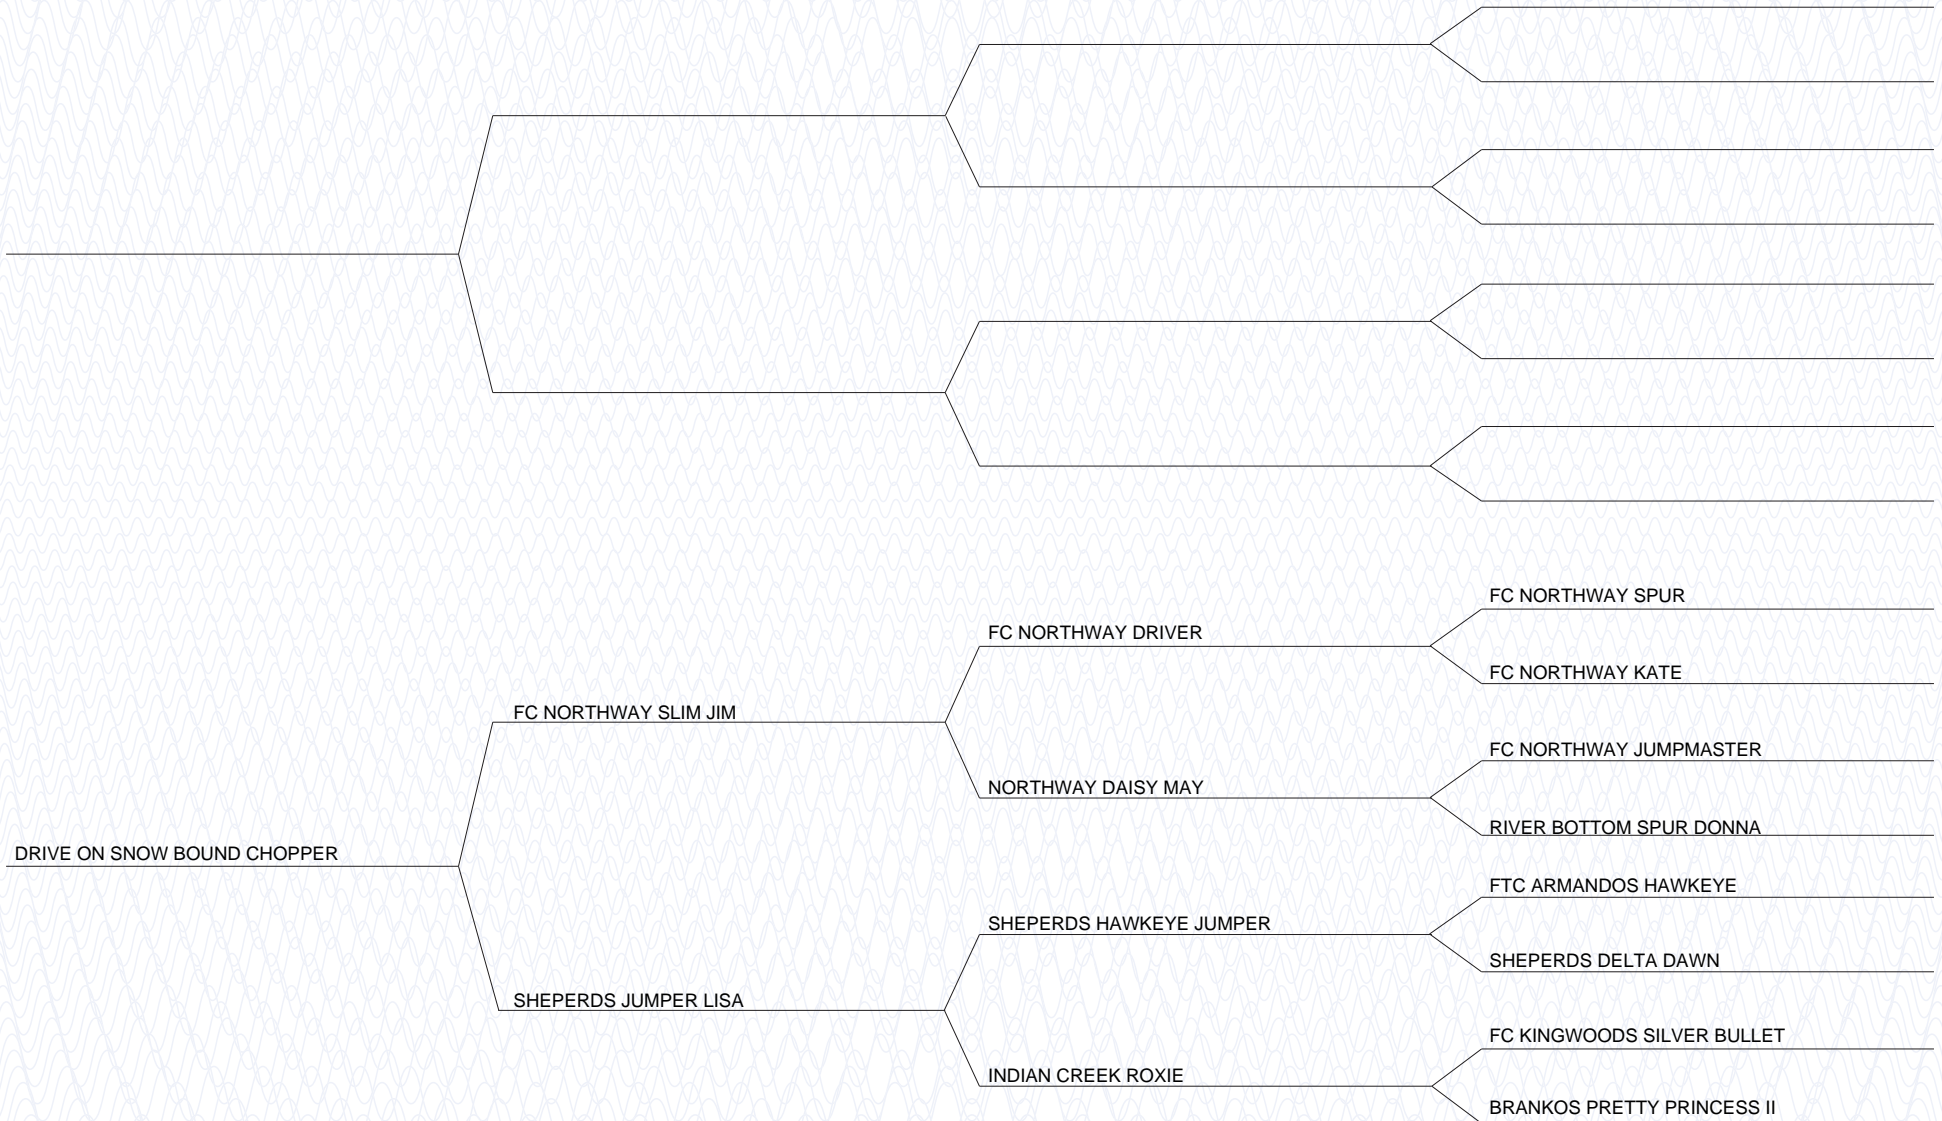 FC NORTHWAY SPUR
FC NORTHWAY DRIVER
FC NORTHWAY KATE
FC NORTHWAY SLIM JIM
FC NORTHWAY JUMPMASTER
NORTHWAY DAISY MAY
RIVER BOTTOM SPUR DONNA
DRIVE ON SNOW BOUND CHOPPER
FTC ARMANDOS HAWKEYE
SHEPERDS HAWKEYE JUMPER
SHEPERDS DELTA DAWN
SHEPERDS JUMPER LISA
FC KINGWOODS SILVER BULLET
INDIAN CREEK ROXIE
BRANKOS PRETTY PRINCESS II